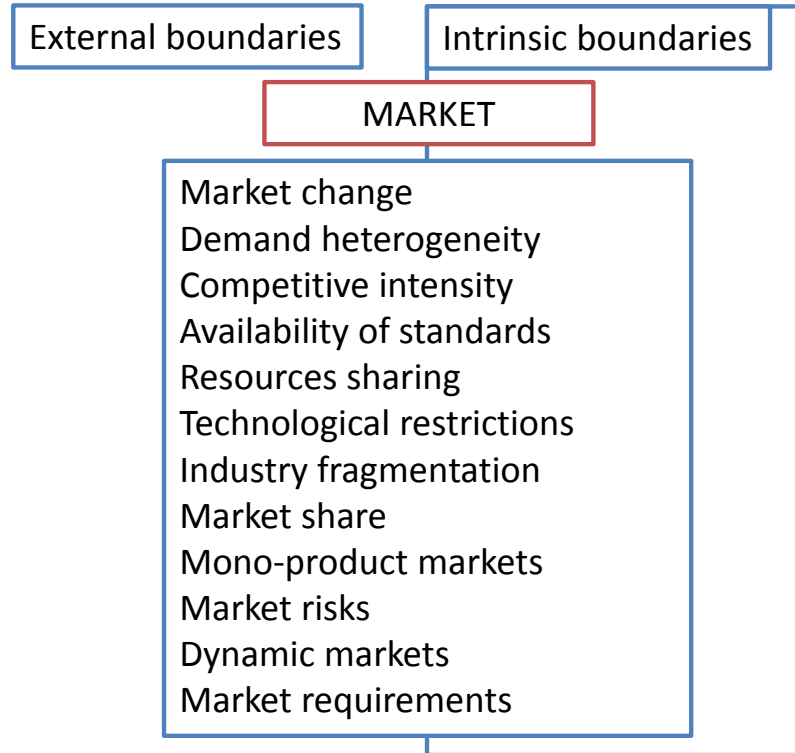 External boundaries
Intrinsic boundaries
MARKET
Market change
Demand heterogeneity
Competitive intensity
Availability of standards
Resources sharing
Technological restrictions
Industry fragmentation
Market share
Mono-product markets
Market risks
Dynamic markets
Market requirements